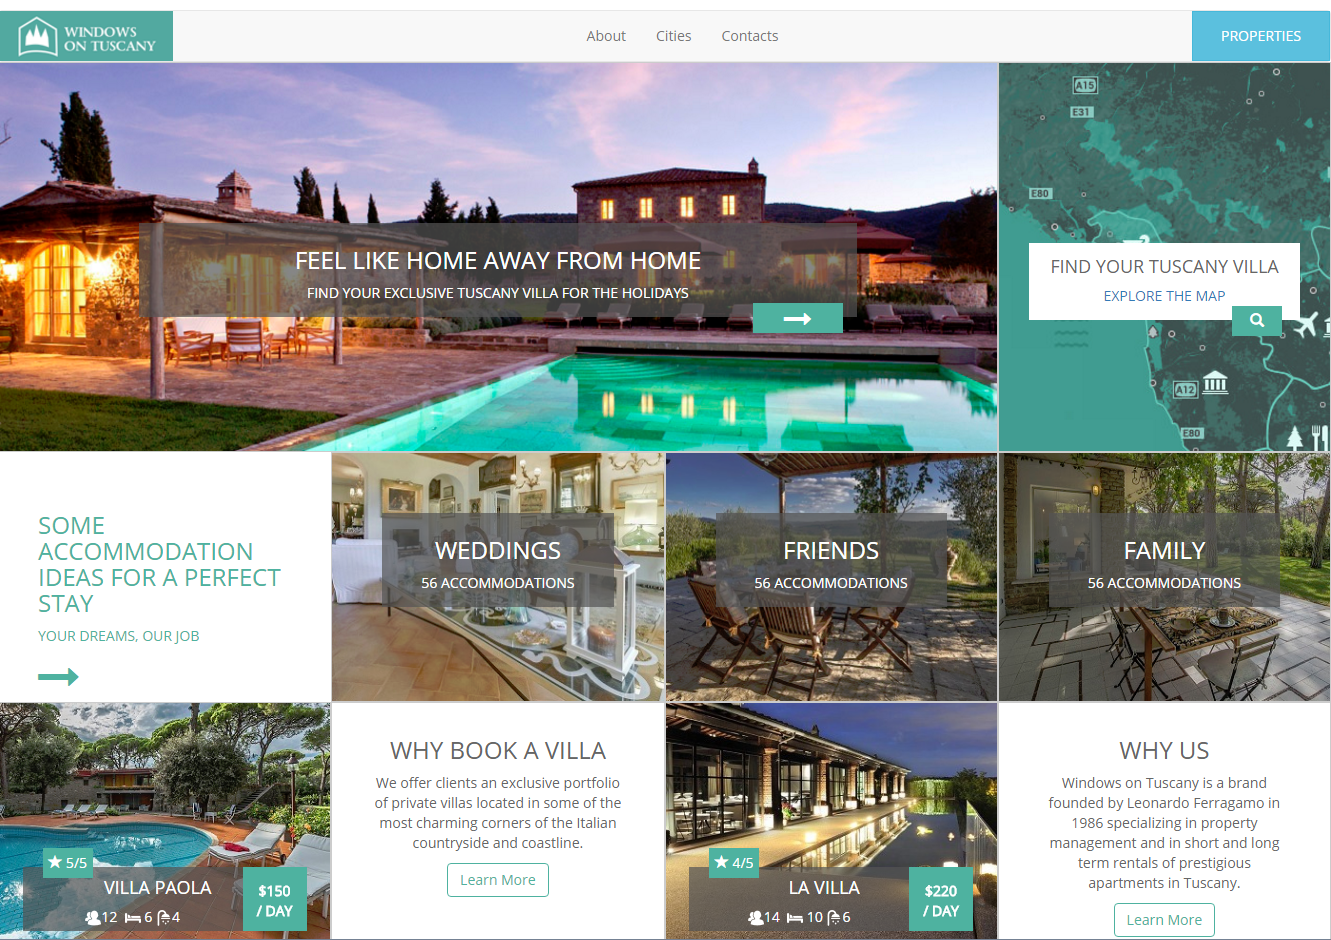 WINDOWS
ON TUSCANY
About
Cities
Contacts
PROPERTIES
FEEL LIKE HOME AWAY FROM HOME
FIND YOUR EXCLUSIVE TUSCANY VILLA FOR THE HOLIDAYS
A15
E31
E80
FIND YOUR TUSCANY VILLA
EXPLORE THE MAP
A12
E80
SOME
ACCOMMODATION
IDEAS FOR A PERFECT
STAY
YOUR DREAMS, OUR JOB
WEDDINGS
56 ACCOMMODATIONS
FRIENDS
56 ACCOMMODATIONS
FAMILY
56 ACCOMMODATIONS
5/5
VILLA PAOLA
12 6 4
$150
/ DAY
WHY BOOK A VILLA
We offer clients an exclusive portfolio
of private villas located in some of the
most charming corners of the Italian
countryside and coastline.
Learn More
4/5
LA VILLA
14 10 6
$220
/ DAY
WHY US
Windows on Tuscany is a brand
founded by Leonardo Ferragamo in
1986 specializing in property
management and in short and long
term rentals of prestigious
apartments in Tuscany.
Learn More